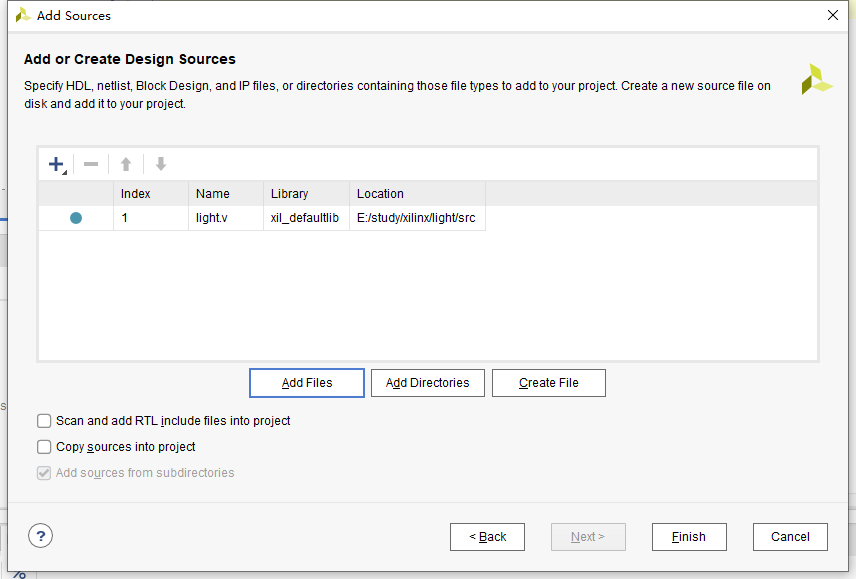 Add Sources
Add or Create Design Sources
Specify HDL, netlist, Block Design, and IP files, or directories containing those file types to add to your project. Create a new source file on
disk and add it to your project.
Index Name Library Location
1 light.v xil_defaultlib E:/study/xilinx/light/src
Add Files Add Directories Create File
Scan and add RTL include files into project
Copy sources into project
Add sources from subdirectories
? < Back Next > Finish Cancel